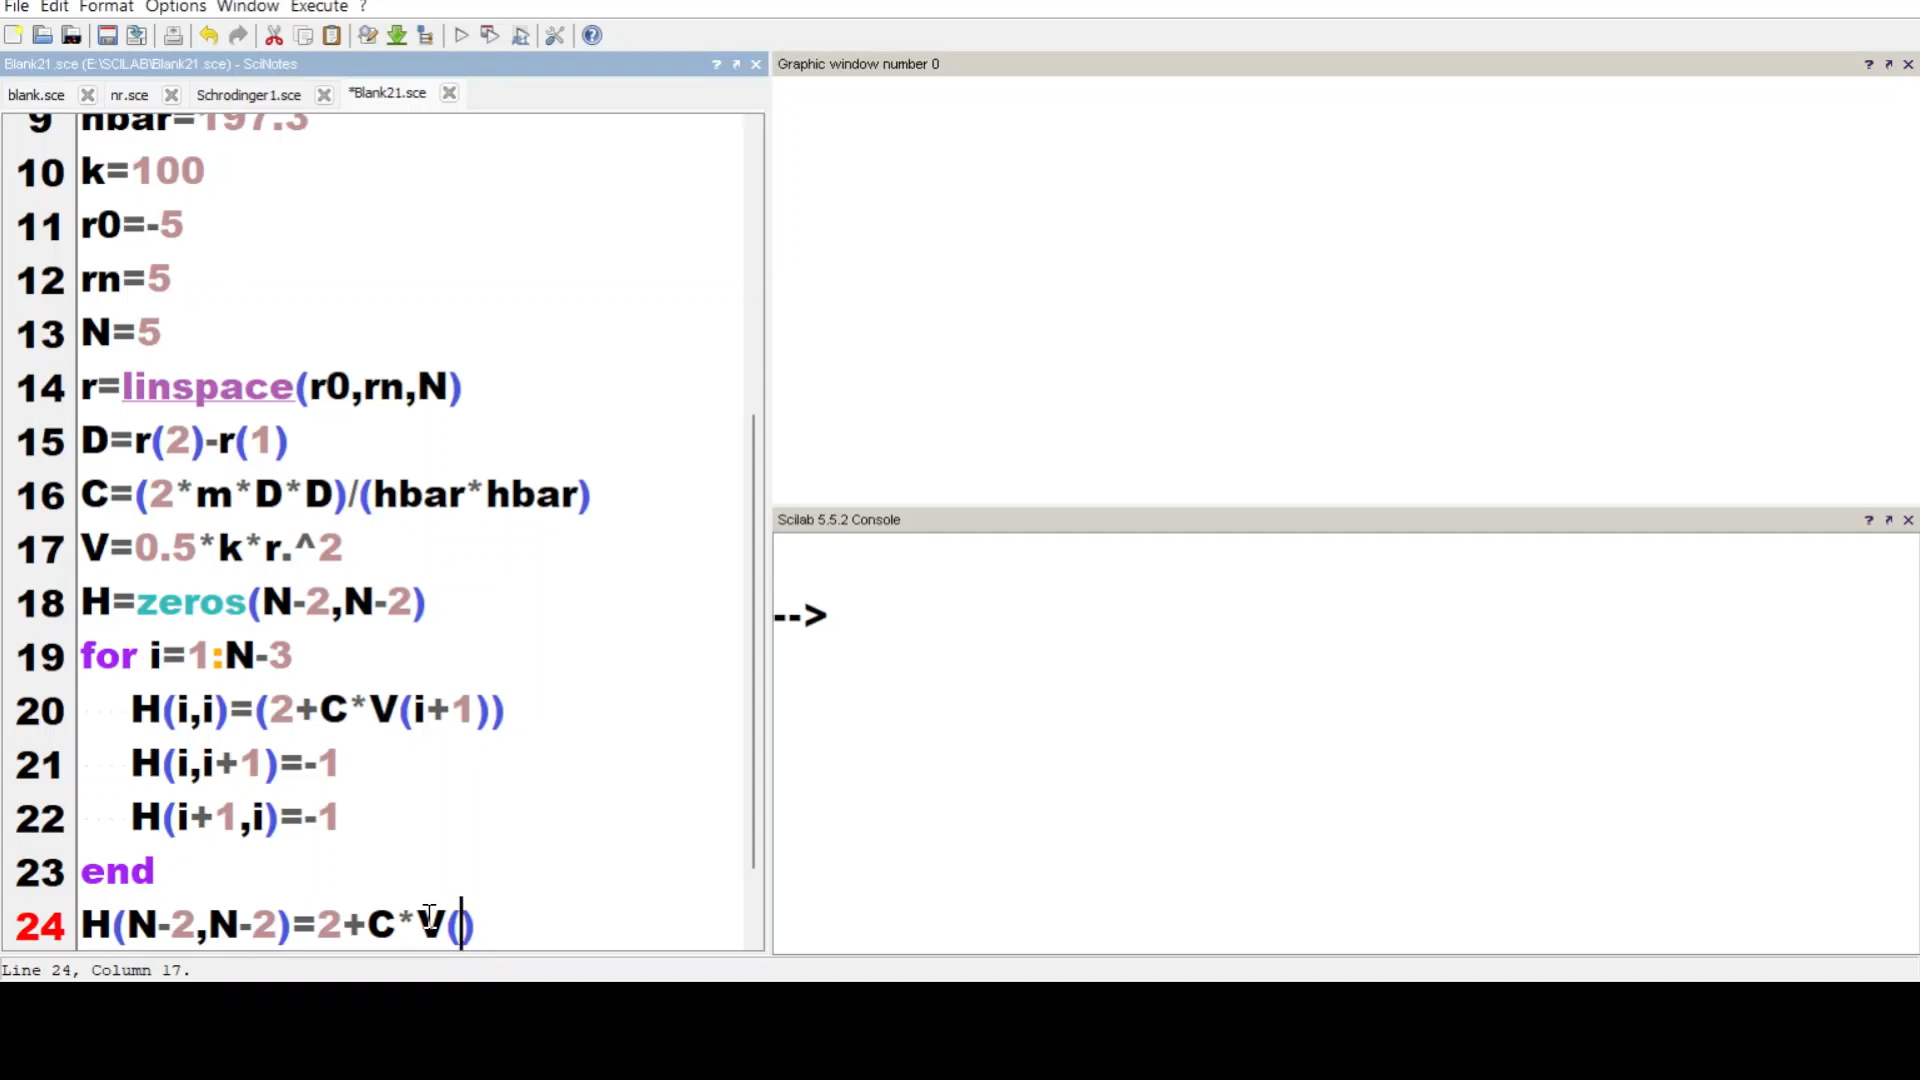 File Edit Format Options Window Execute ?
Blank21.sce (E:\SCILAB\Blank21.sce) - SciNotes
? ↗ ✕
blank.sce
nr.sce
Schrodinger1.sce
*Blank21.sce
9 hbar=197.3
10 k=100
11 r0=-5
12 rn=5
13 N=5
14 r=linspace(r0,rn,N)
15 D=r(2)-r(1)
16 C=(2*m*D*D)/(hbar*hbar)
17 V=0.5*k*r.^2
18 H=zeros(N-2,N-2)
19 for i=1:N-3
20 H(i,i)=(2+C*V(i+1))
21 H(i,i+1)=-1
22 H(i+1,i)=-1
23 end
24 H(N-2,N-2)=2+C*V()
Line 24, Column 17.
Graphic window number 0
? ↗ ✕
Scilab 5.5.2 Console
? ↗ ✕
-->